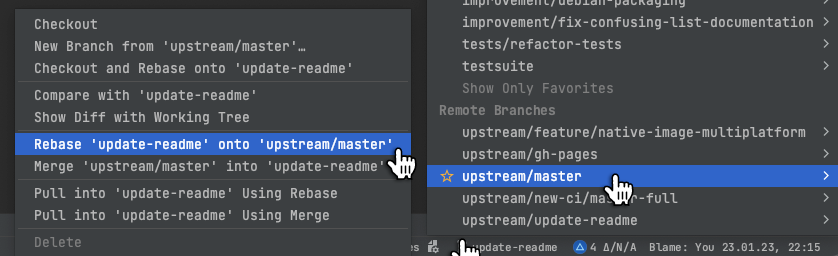 Checkout
New Branch from 'upstream/master'…
Checkout and Rebase onto 'update-readme'
Compare with 'update-readme'
Show Diff with Working Tree
Rebase 'update-readme' onto 'upstream/master'
Merge 'upstream/master' into 'update-readme'
Pull into 'update-readme' Using Rebase
Pull into 'update-readme' Using Merge
Delete
improvement/debian-packaging
improvement/fix-confusing-list-documentation
tests/refactor-tests
testsuite
Show Only Favorites
Remote Branches
upstream/feature/native-image-multiplatform
upstream/gh-pages
upstream/master
upstream/new-ci/master-full
upstream/update-readme
update-readme 4 Δ/N/A Blame: You 23.01.23, 22:15